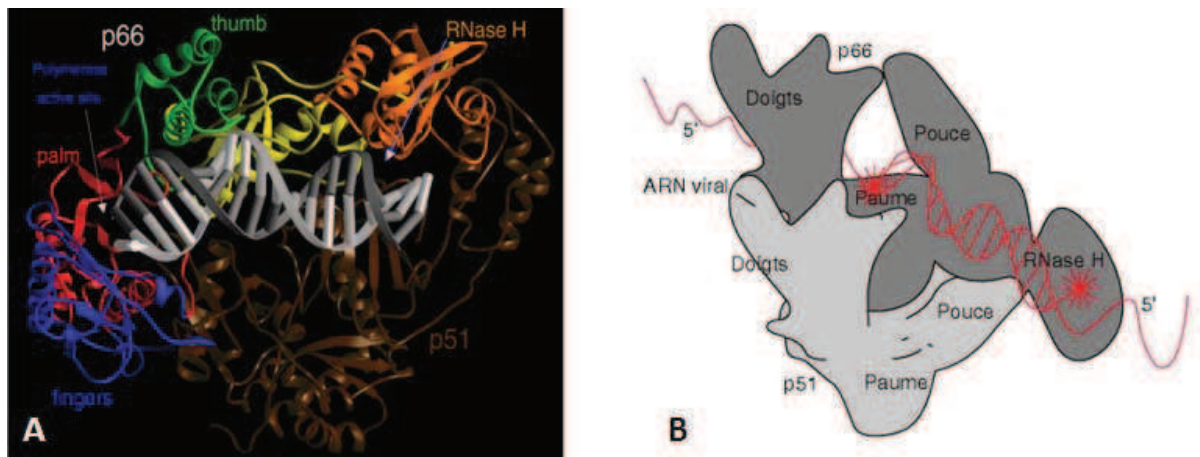 thumb
p66
RNase H
Polymerase
active site
palm
p51
fingers
A
p66
Doigts
5'
Pouce
ARN viral
Paume
Doigts
RNase H
Pouce
5'
p51
Paume
B